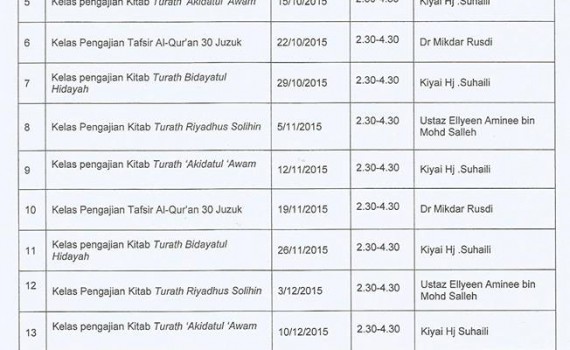 5 Kelas pengajian Kitab Turath 'Akidatul 'Awam 15/10/2015 2.30-4.30 Kiyai Hj .Suhaili
6 Kelas Pengajian Tafsir Al-Qur'an 30 Juzuk 22/10/2015 2.30-4.30 Dr Mikdar Rusdi
7 Kelas pengajian Kitab Turath Bidayatul 29/10/2015 2.30-4.30 Kiyai Hj .Suhaili
Hidayah
8 Kelas Pengajian Kitab Turath Riyadhus Solihin 5/11/2015 2.30-4.30 Ustaz Ellyeen Aminee bin
Mohd Salleh
9 Kelas pengajian Kitab Turath 'Akidatul 'Awam 12/11/2015 2.30-4.30 Kiyai Hj .Suhaili
10 Kelas Pengajian Tafsir Al-Qur'an 30 Juzuk 19/11/2015 2.30-4.30 Dr Mikdar Rusdi
11 Kelas pengajian Kitab Turath Bidayatul 26/11/2015 2.30-4.30 Kiyai Hj .Suhaili
Hidayah
12 Kelas Pengajian Kitab Turath Riyadhus Solihin 3/12/2015 2.30-4.30 Ustaz Ellyeen Aminee bin
Mohd Salleh
13 Kelas pengajian Kitab Turath 'Akidatul 'Awam 10/12/2015 2.30-4.30 Kiyai Hj .Suhaili